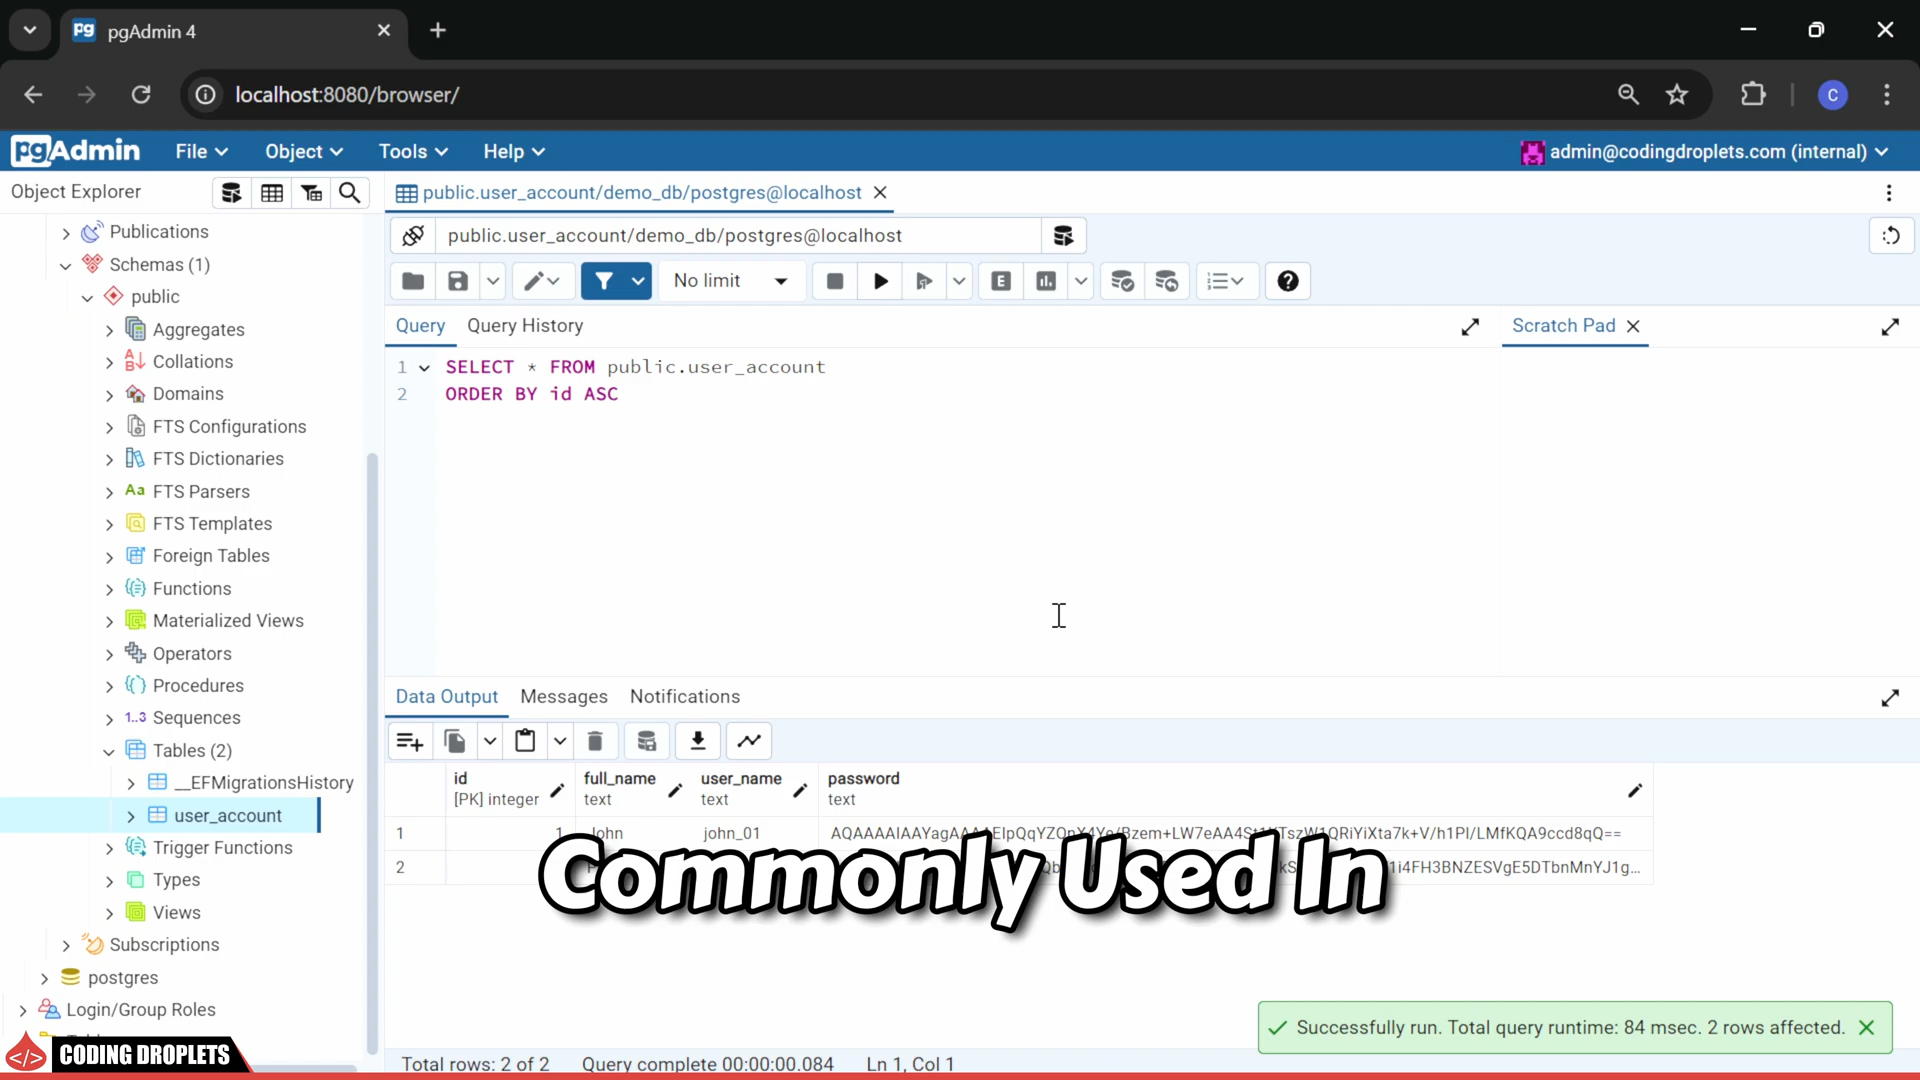 pgAdmin 4
localhost:8080/browser/
C
pgAdmin File Object Tools Help admin@codingdroplets.com (internal)
Object Explorer
public.user_account/demo_db/postgres@localhost
public.user_account/demo_db/postgres@localhost
No limit
E
Query Query History Scratch Pad
1 SELECT * FROM public.user_account
2 ORDER BY id ASC
Publications
Schemas (1)
public
Aggregates
Collations
Domains
FTS Configurations
FTS Dictionaries
Aa FTS Parsers
FTS Templates
Foreign Tables
Functions
Materialized Views
Operators
Procedures
1..3 Sequences
Tables (2)
__EFMigrationsHistory
user_account
Trigger Functions
Types
Views
Subscriptions
postgres
Login/Group Roles
Data Output Messages Notifications
id full_name user_name password
[PK] integer text text text
1 1 John john_01
2
Commonly Used In
Successfully run. Total query runtime: 84 msec. 2 rows affected.
CODING DROPLETS
Total rows: 2 of 2 Query complete 00:00:00.084 Ln 1, Col 1